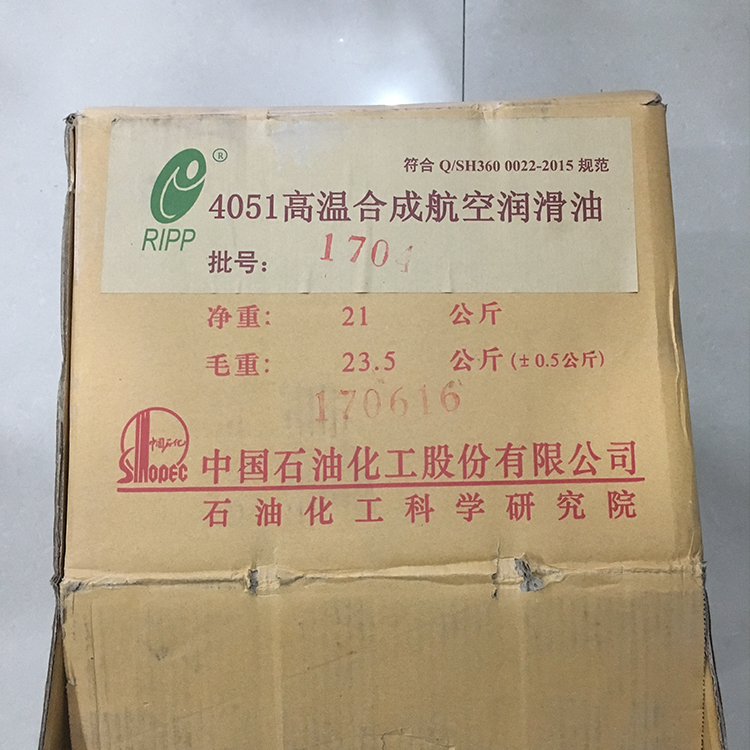 ®
符合 Q/SH360 0022-2015 规范
4051高温合成航空润滑油
RIPP
批号: 1704
净重: 21 公斤
毛重: 23.5 公斤 (±0.5公斤)
170616
中国石化
SINOPEC
中国石油化工股份有限公司
石油化工科学研究院